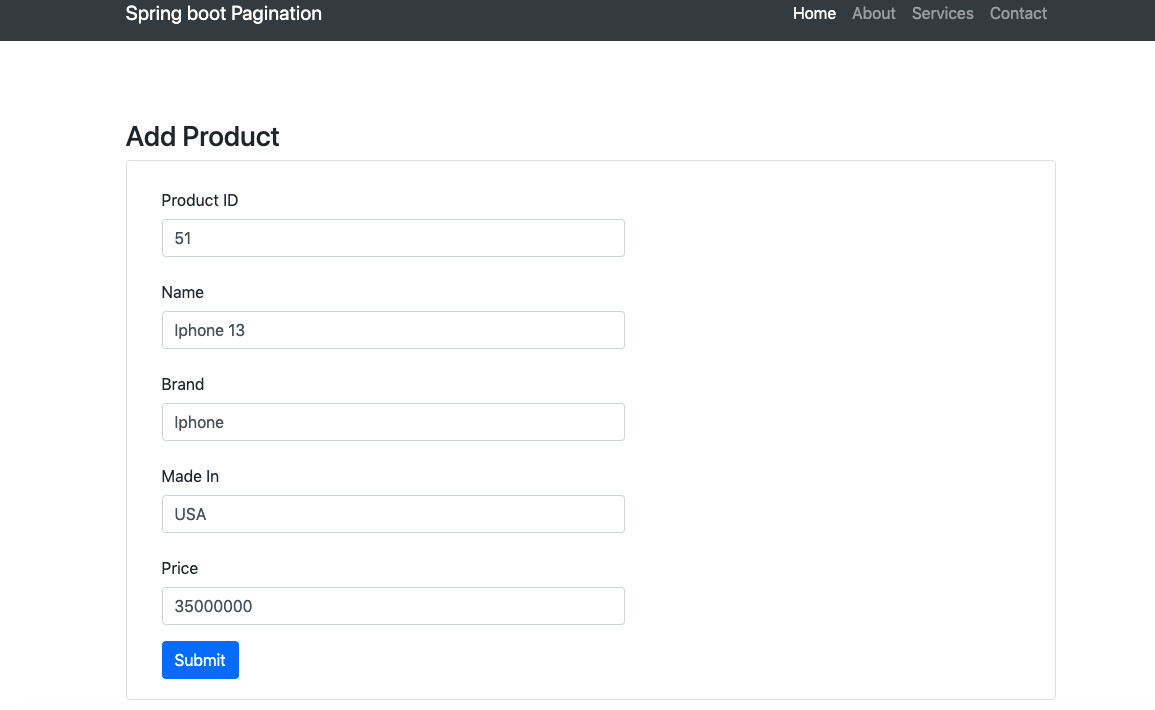 Spring boot Pagination Home About Services Contact
Add Product
Product ID
51
Name
Iphone 13
Brand
Iphone
Made In
USA
Price
35000000
Submit